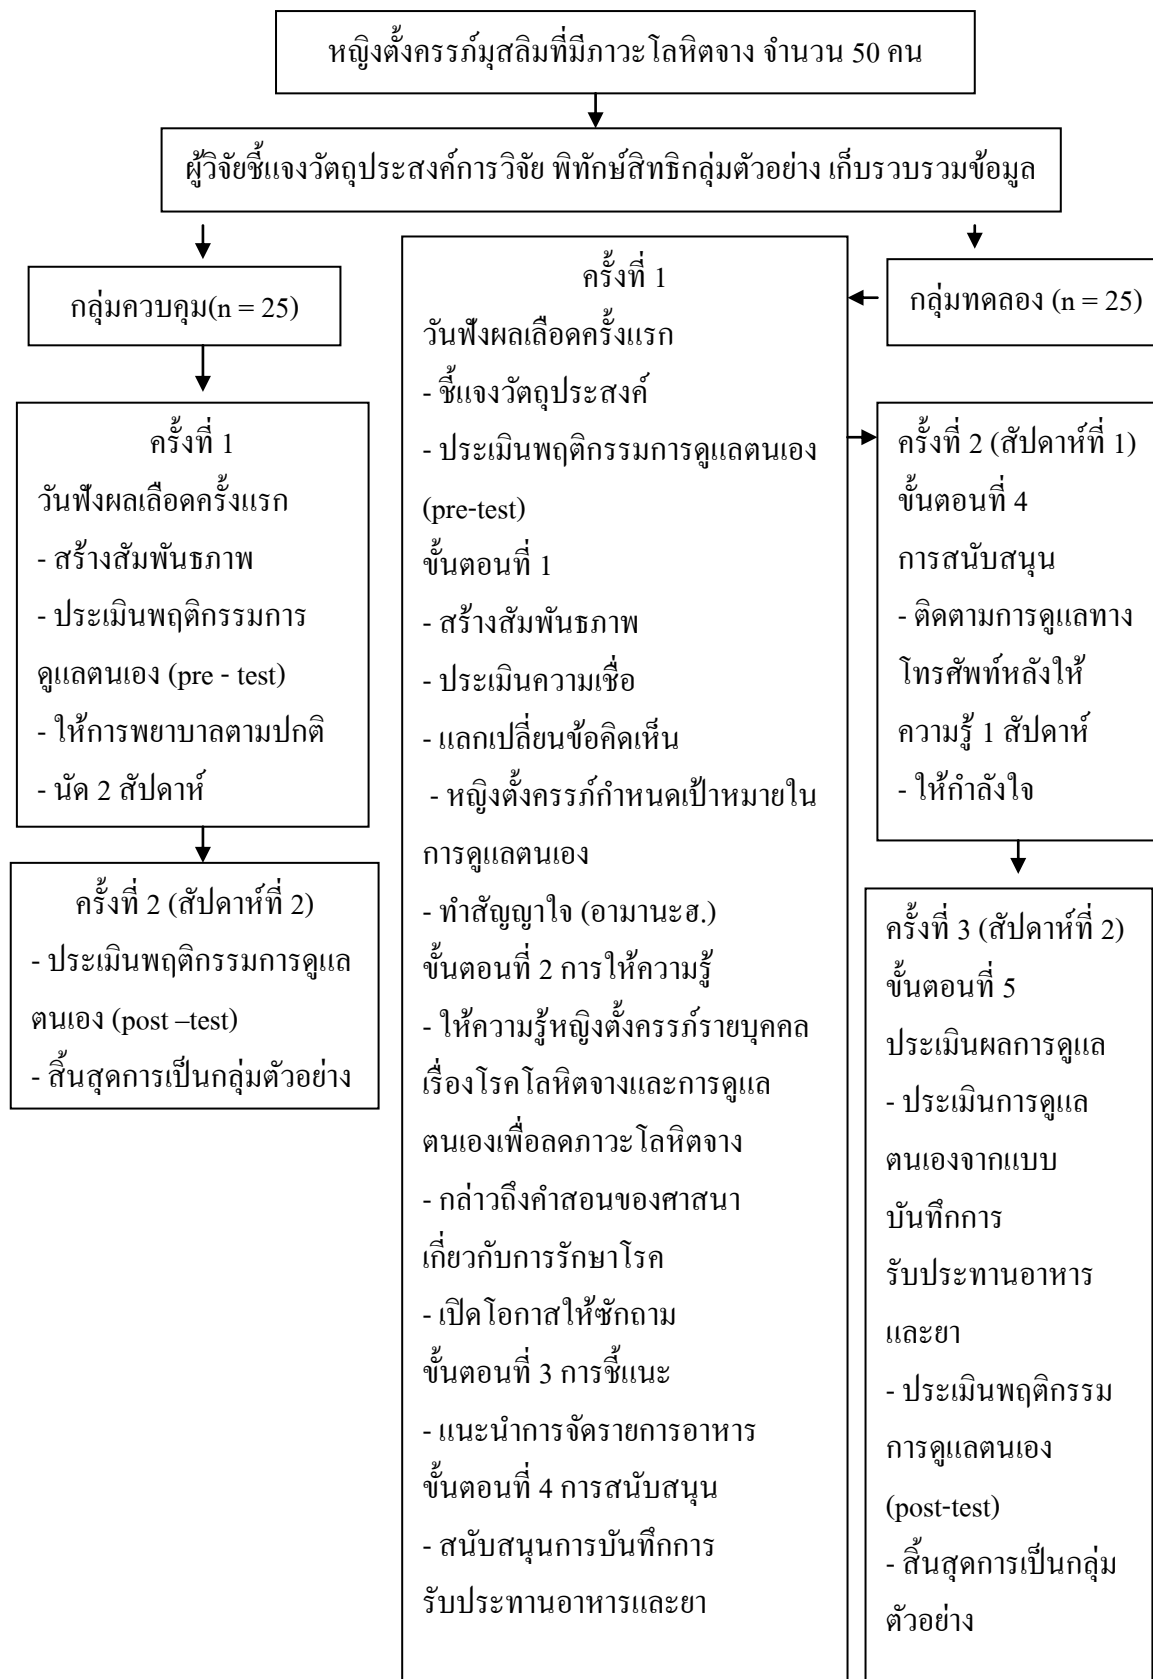 หญิงตั้งครรภ์มุสลิมที่มีภาวะโลหิตจาง จำนวน 50 คน
ผู้วิจัยชี้แจงวัตถุประสงค์การวิจัย พิทักษ์สิทธิกลุ่มตัวอย่าง เก็บรวบรวมข้อมูล
กลุ่มควบคุม(n = 25)
ครั้งที่ 1
วันฟังผลเลือดครั้งแรก
- สร้างสัมพันธภาพ
- ประเมินพฤติกรรมการ
ดูแลตนเอง (pre - test)
- ให้การพยาบาลตามปกติ
- นัด 2 สัปดาห์
ครั้งที่ 2 (สัปดาห์ที่ 2)
- ประเมินพฤติกรรมการดูแล
ตนเอง (post –test)
- สิ้นสุดการเป็นกลุ่มตัวอย่าง
กลุ่มทดลอง (n = 25)
ครั้งที่ 1
วันฟังผลเลือดครั้งแรก
- ชี้แจงวัตถุประสงค์
- ประเมินพฤติกรรมการดูแลตนเอง
(pre-test)
ขั้นตอนที่ 1
- สร้างสัมพันธภาพ
- ประเมินความเชื่อ
- แลกเปลี่ยนข้อคิดเห็น
- หญิงตั้งครรภ์กำหนดเป้าหมายใน
การดูแลตนเอง
- ทำสัญญาใจ (อามานะฮ.)
ขั้นตอนที่ 2 การให้ความรู้
- ให้ความรู้หญิงตั้งครรภ์รายบุคคล
เรื่องโรคโลหิตจางและการดูแล
ตนเองเพื่อลดภาวะโลหิตจาง
- กล่าวถึงคำสอนของศาสนา
เกี่ยวกับการรักษาโรค
- เปิดโอกาสให้ซักถาม
ขั้นตอนที่ 3 การชี้แนะ
- แนะนำการจัดรายการอาหาร
ขั้นตอนที่ 4 การสนับสนุน
- สนับสนุนการบันทึกการ
รับประทานอาหารและยา
ครั้งที่ 2 (สัปดาห์ที่ 1)
ขั้นตอนที่ 4
การสนับสนุน
- ติดตามการดูแลทาง
โทรศัพท์หลังให้
ความรู้ 1 สัปดาห์
- ให้กำลังใจ
ครั้งที่ 3 (สัปดาห์ที่ 2)
ขั้นตอนที่ 5
ประเมินผลการดูแล
- ประเมินการดูแล
ตนเองจากแบบ
บันทึกการ
รับประทานอาหาร
และยา
- ประเมินพฤติกรรม
การดูแลตนเอง
(post-test)
- สิ้นสุดการเป็นกลุ่ม
ตัวอย่าง